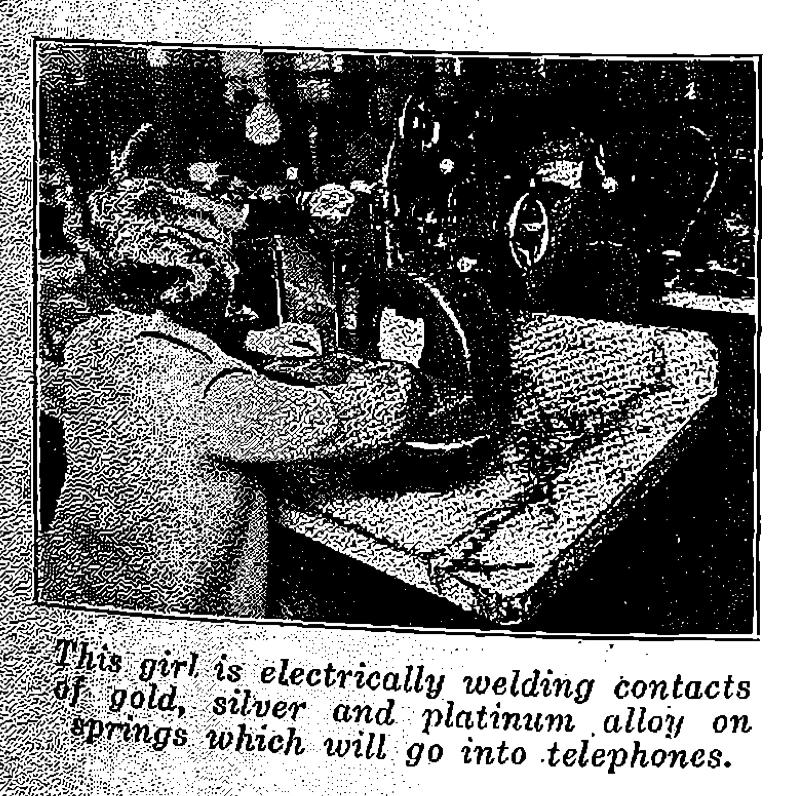 This girl is electrically welding contacts
of gold, silver and platinum alloy on
springs which will go into telephones.